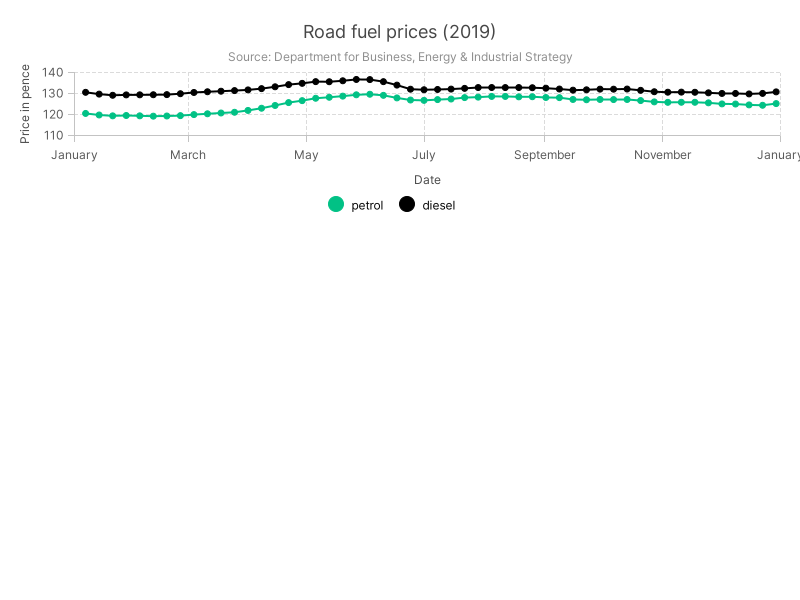 Road fuel prices (2019)
Source: Department for Business, Energy & Industrial Strategy
Price in pence
140
130
120
110
January March May July September November January
Date
petrol diesel